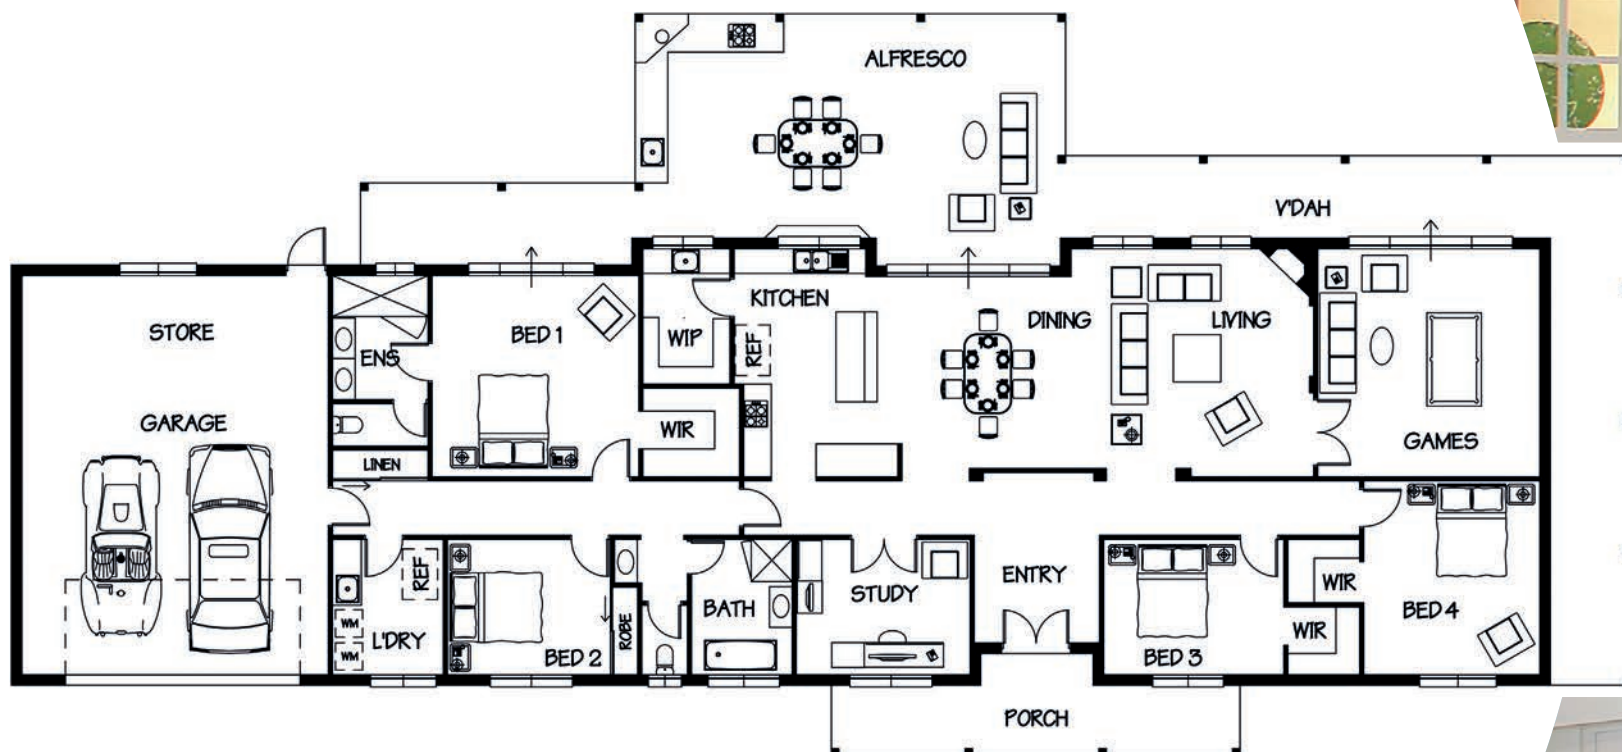 ALFRESCO
V'DAH
STORE
ENS
BED 1
WIP
KITCHEN
REF
DINING
LIVING
GARAGE
WIR
GAMES
LINEN
REF
WM
WM
L'DRY
BED 2
ROBE
BATH
STUDY
ENTRY
BED 3
WIR
WIR
BED 4
PORCH